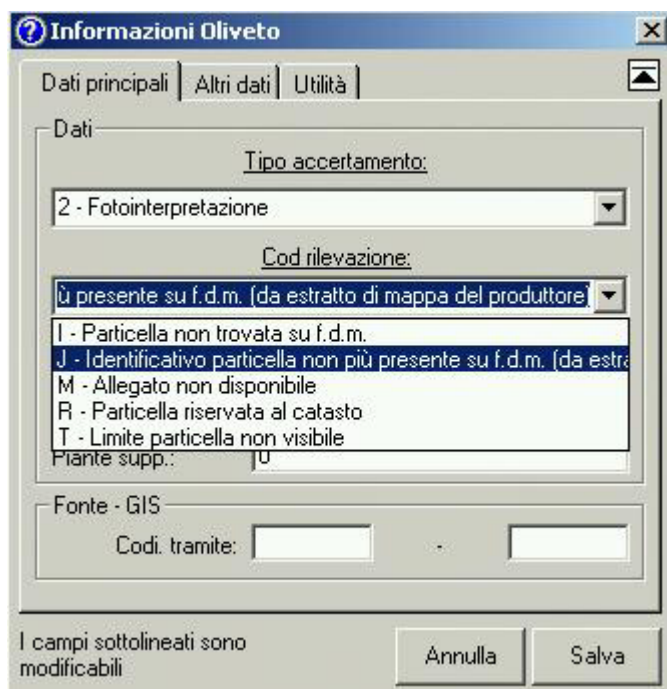 Informazioni Oliveto
Dati principali Altri dati Utilità
Dati
Tipo accertamento:
2 - Fotointerpretazione
Cod rilevazione:
ù presente su f.d.m. (da estratto di mappa del produttore)
I - Particella non trovata su f.d.m.
J - Identificativo particella non più presente su f.d.m. (da estra
M - Allegato non disponibile
R - Particella riservata al catasto
T - Limite particella non visibile
Piante supp.: 0
Fonte - GIS
Codi. tramite: -
I campi sottolineati sono
modificabili
Annulla Salva